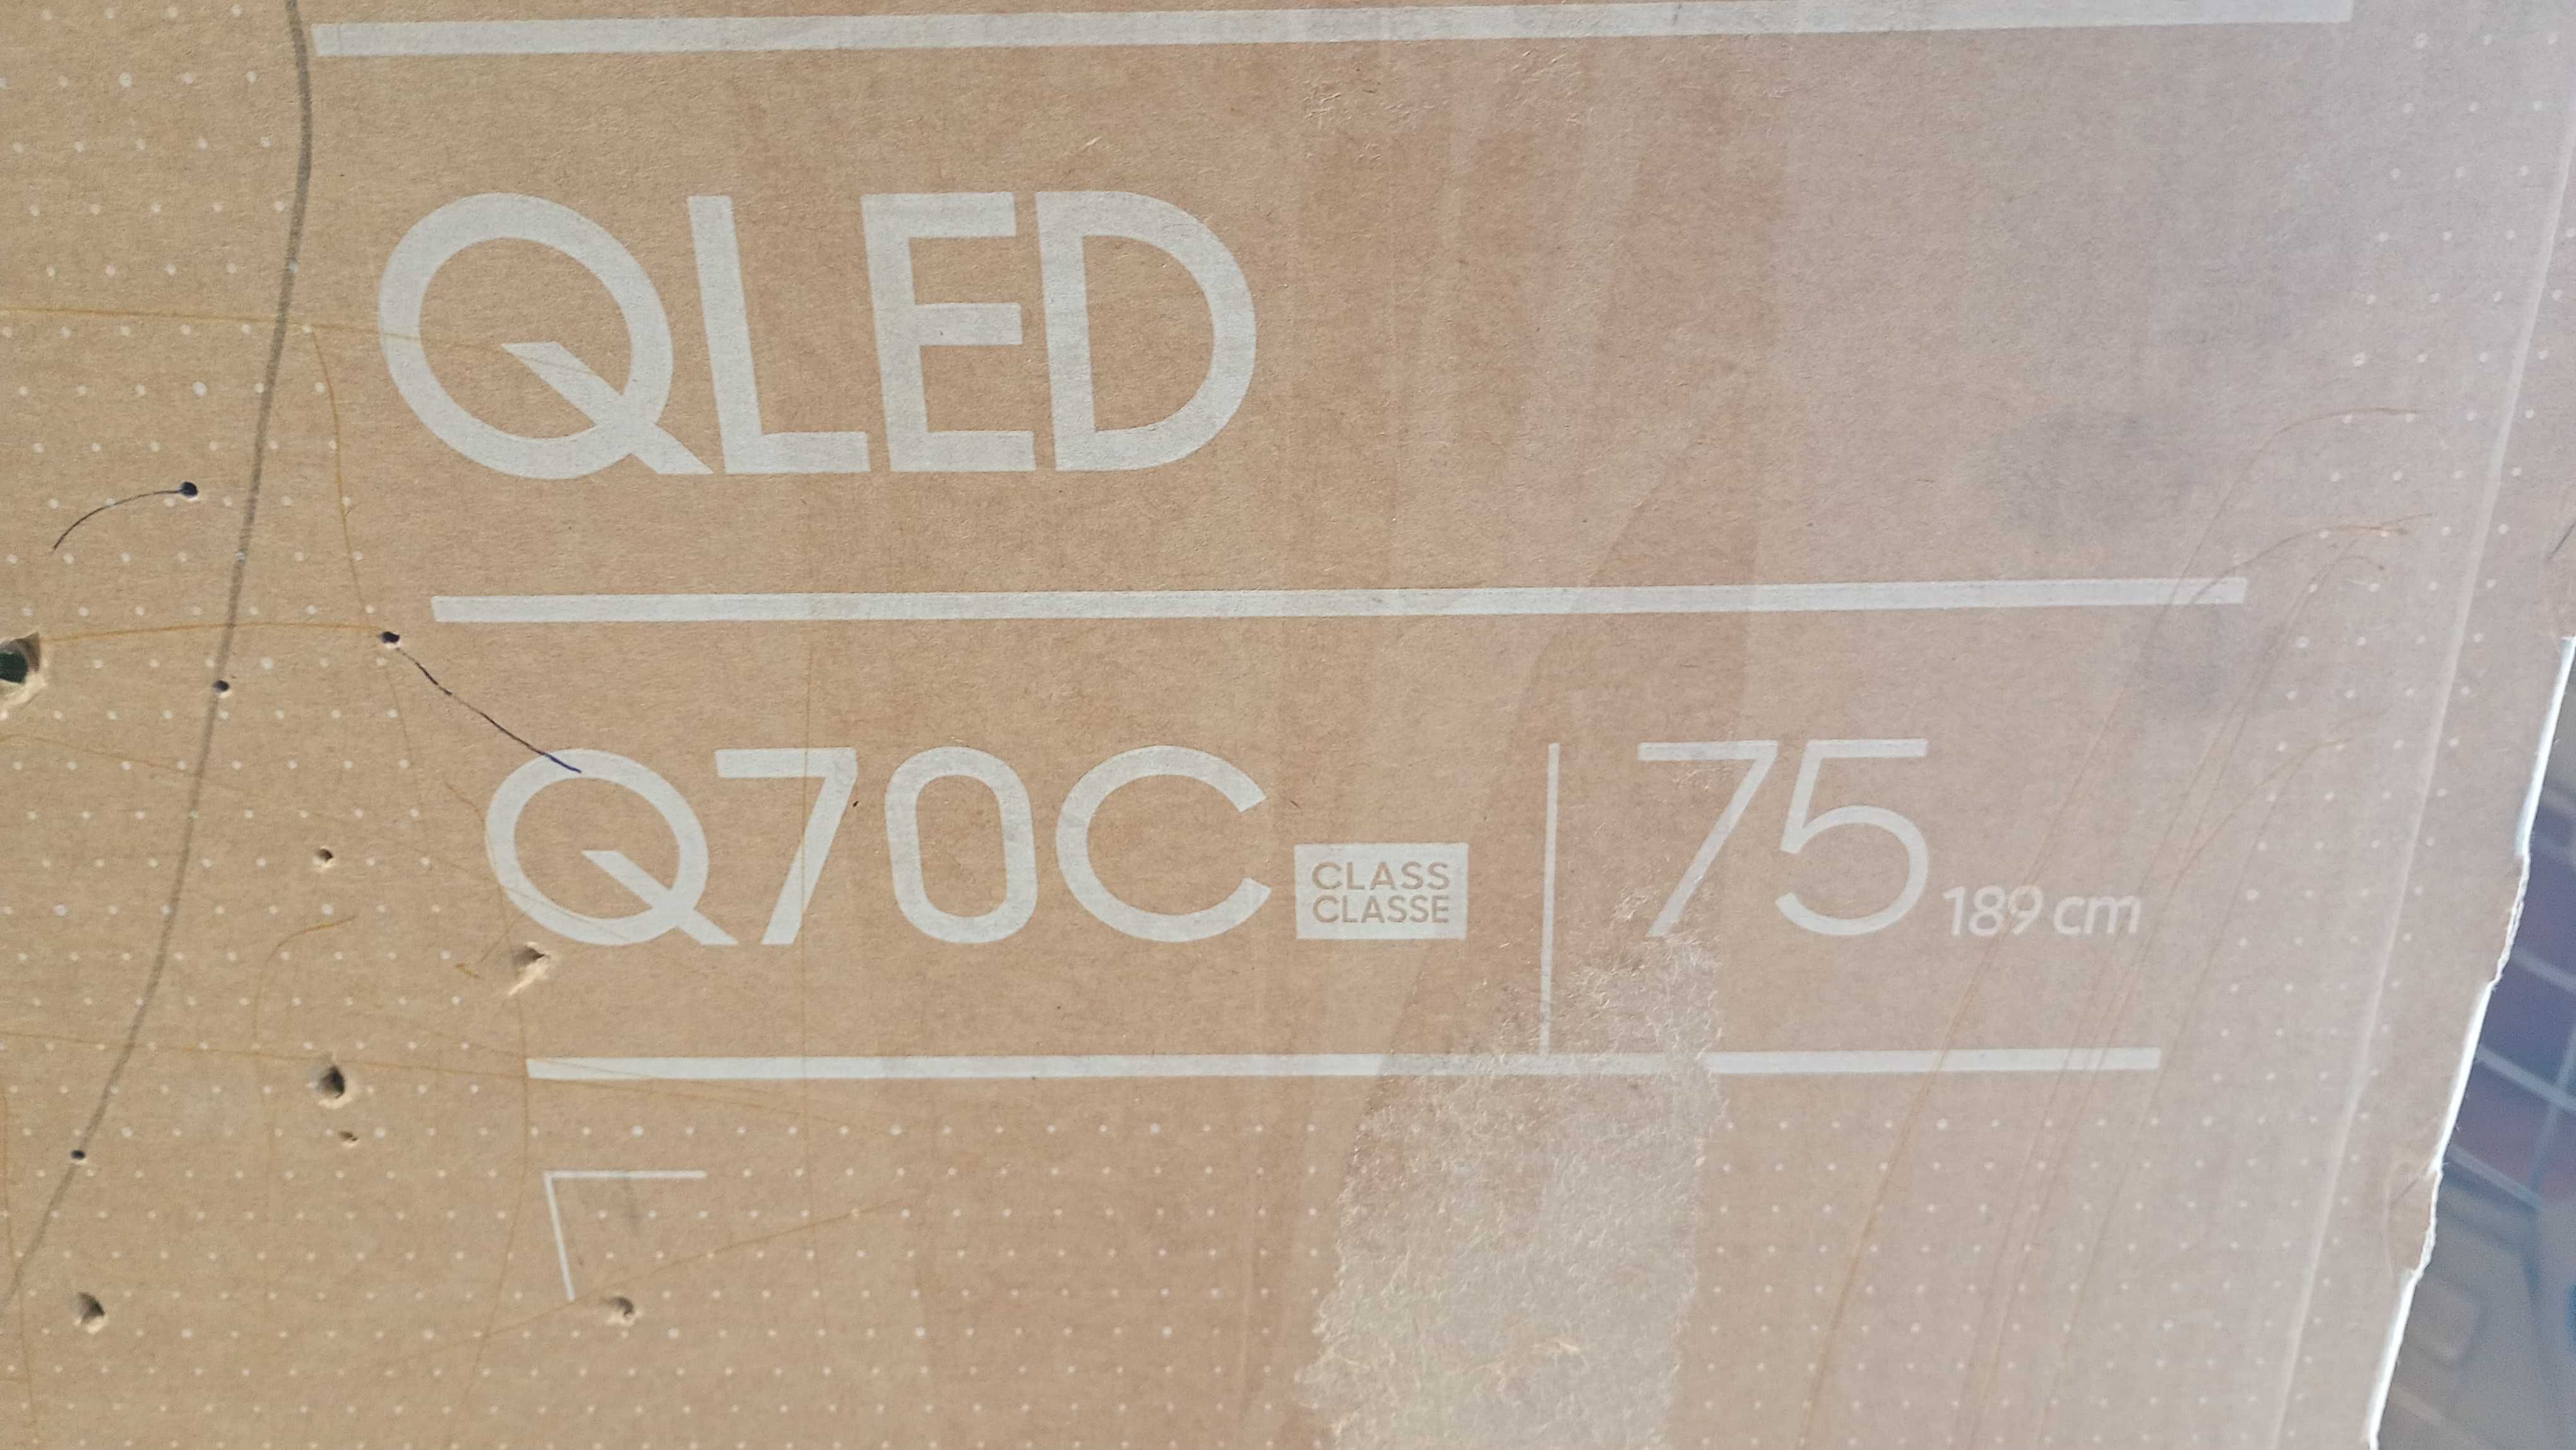 QLED
Q70C CLASS CLASSE 75 189 cm